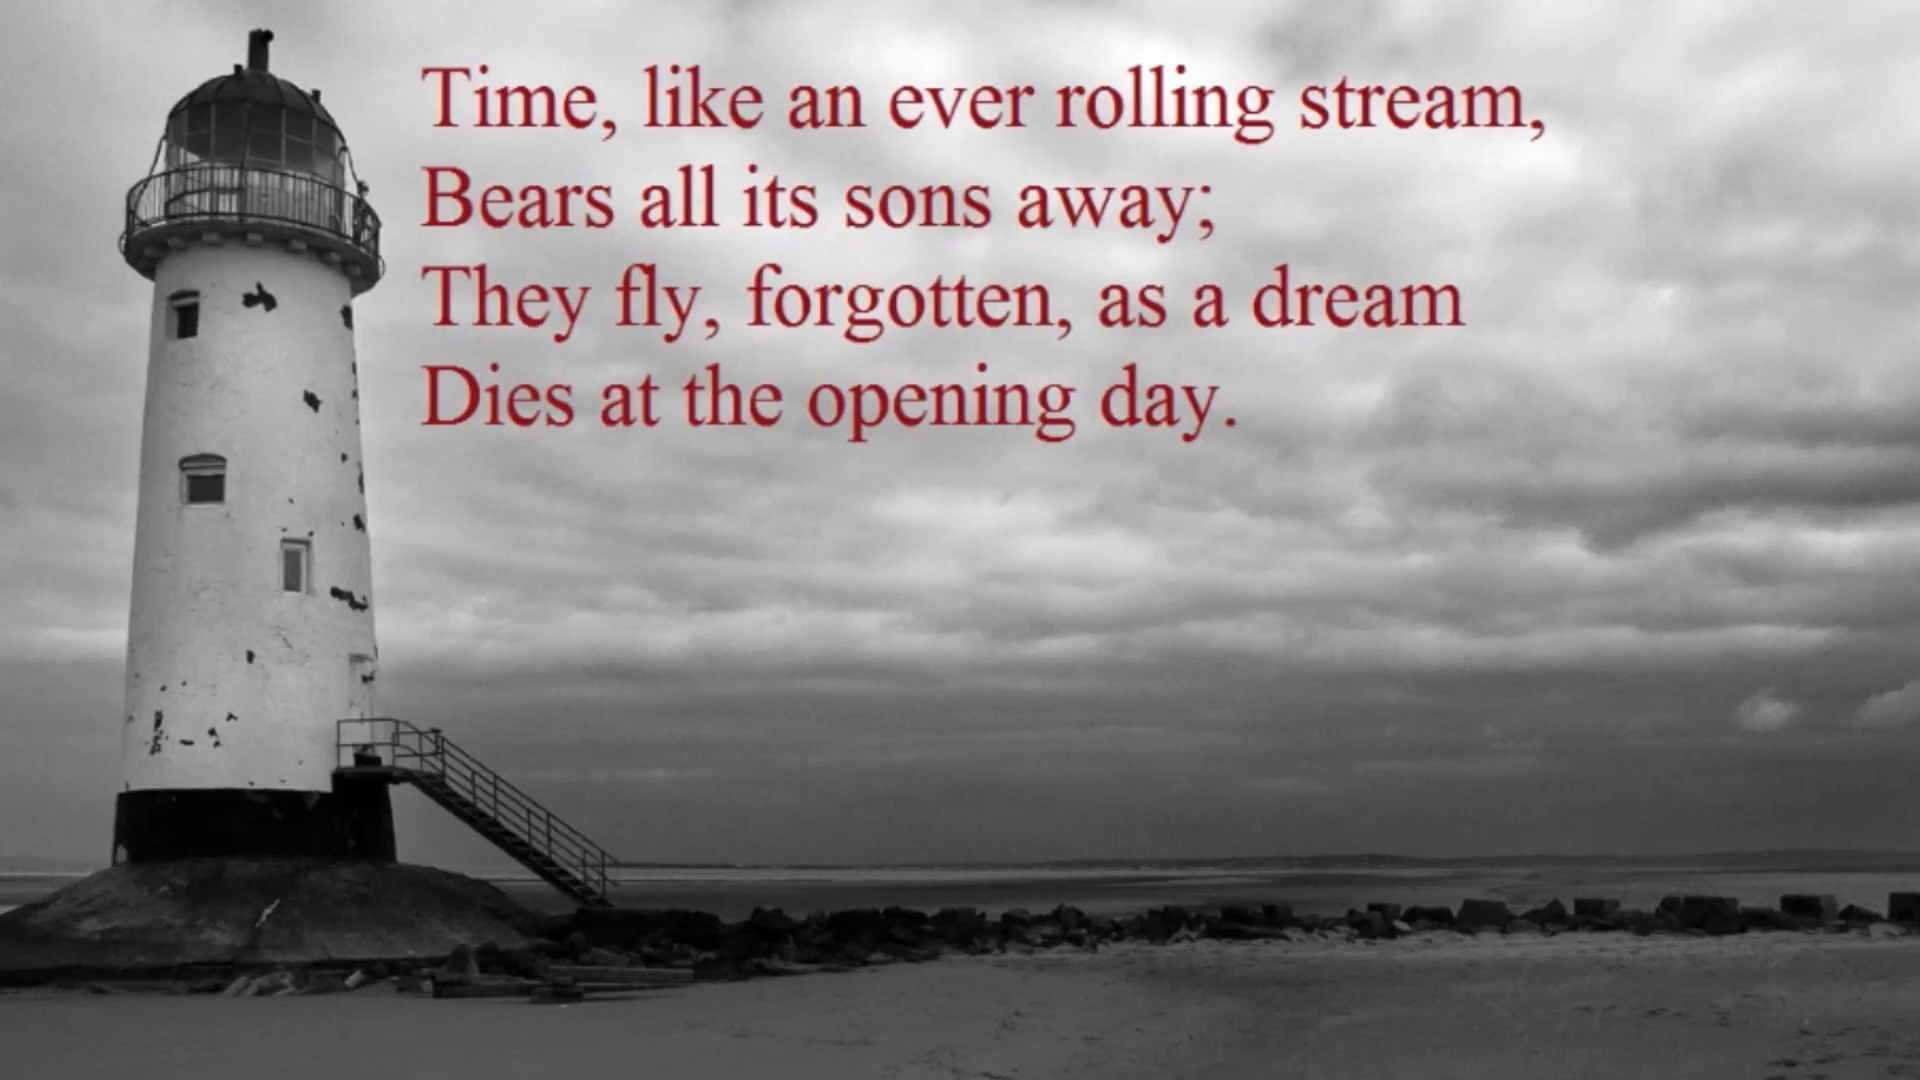 Time, like an ever rolling stream,
Bears all its sons away;
They fly, forgotten, as a dream
Dies at the opening day.